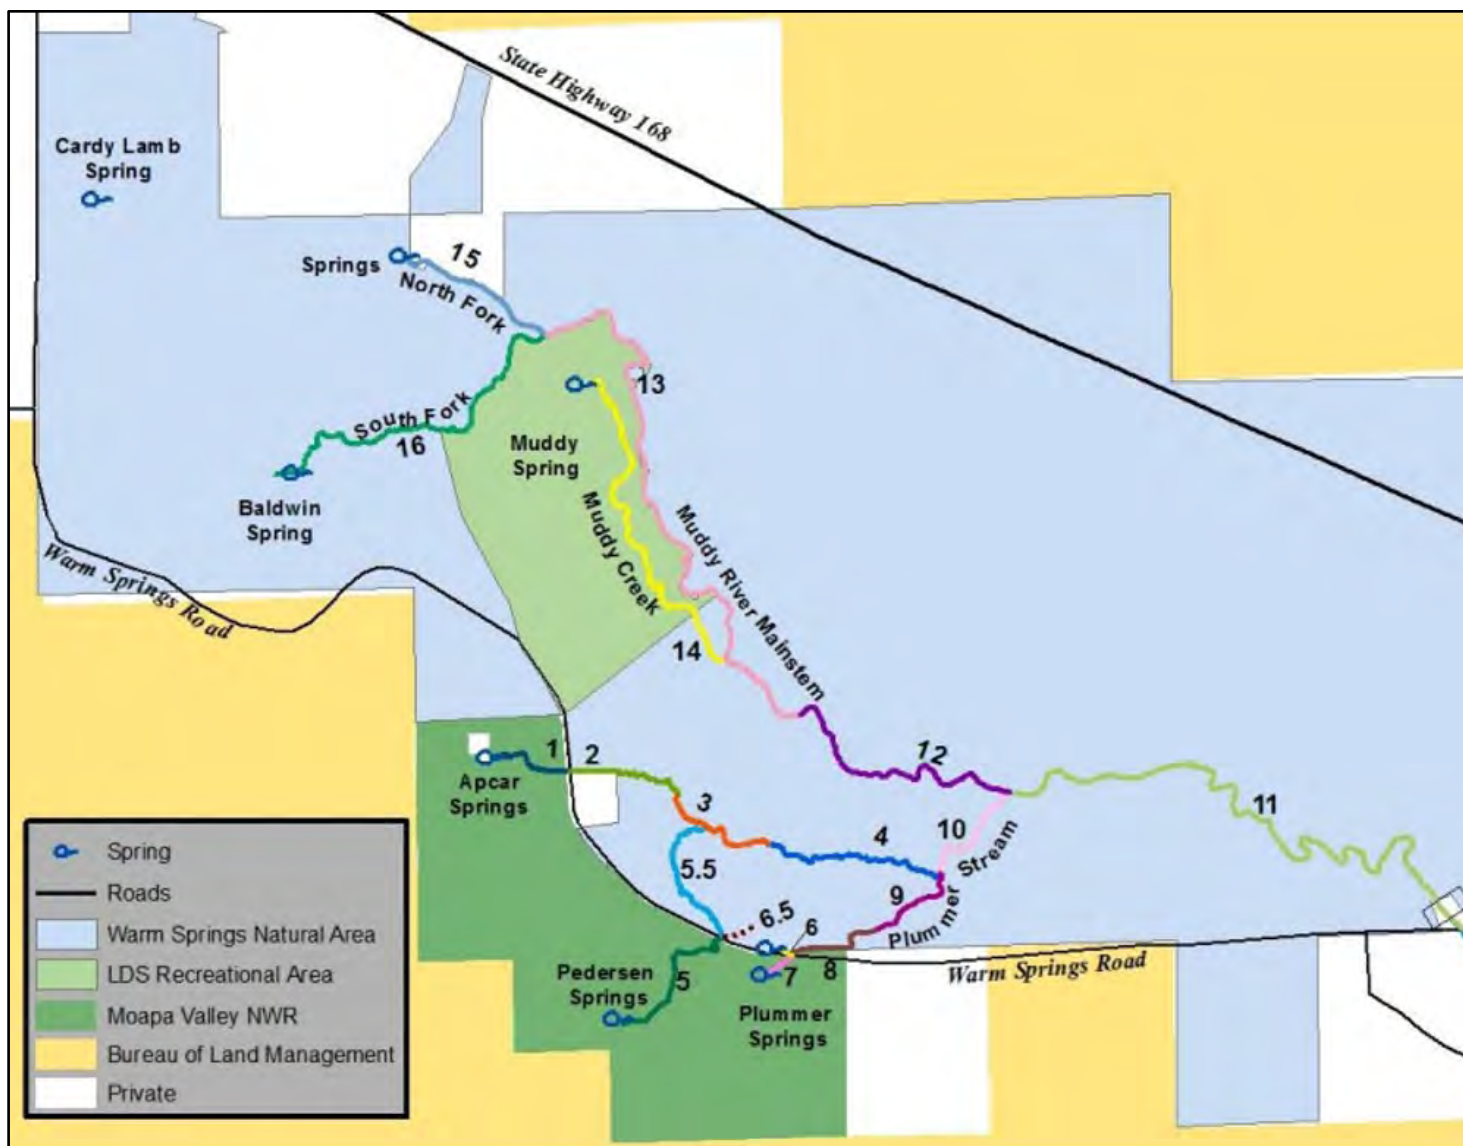 State Highway 168
Cardy Lamb
Spring
15
Springs
North Fork
13
South Fork
16
Muddy
Spring
Baldwin
Spring
Muddy Creek
Muddy River Mainstem
Warm Springs Road
14
12
1
2
Apcar
Springs
3
11
10
4
5.5
Plummer Stream
9
6.5
6
8
7
5
Pedersen
Springs
Warm Springs Road
Plummer
Springs
Spring
Roads
Warm Springs Natural Area
LDS Recreational Area
Moapa Valley NWR
Bureau of Land Management
Private